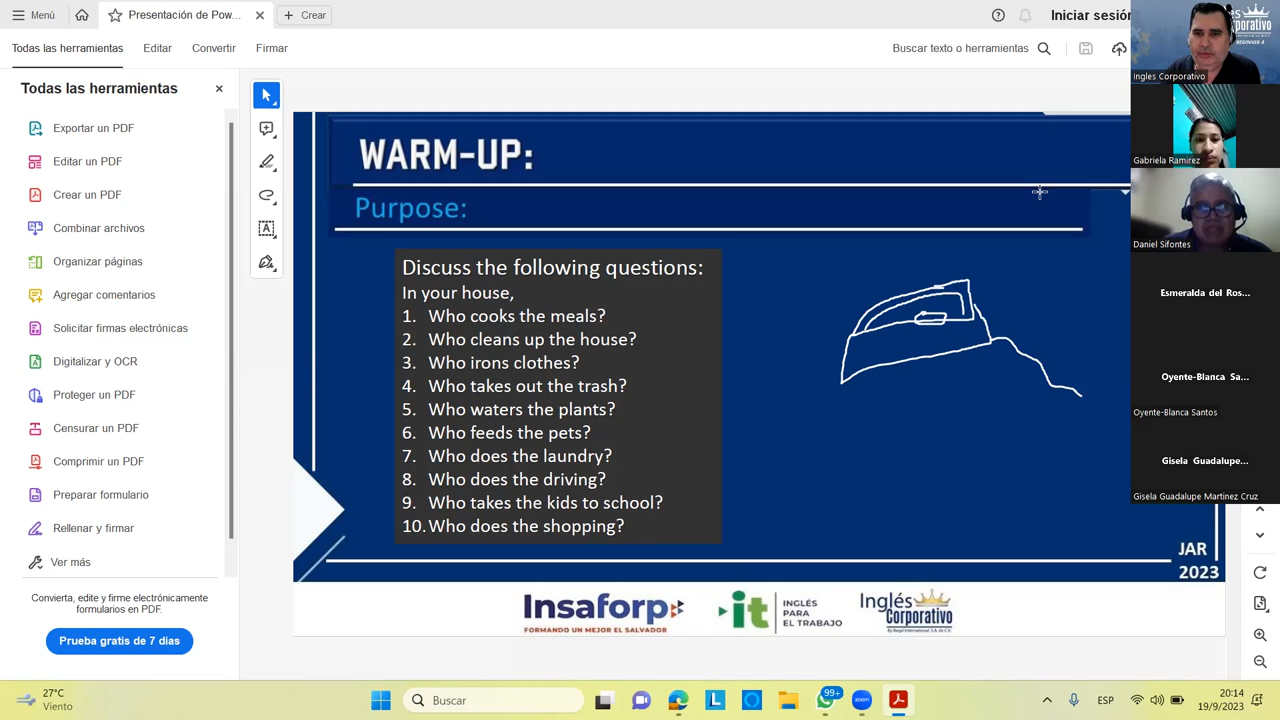 Menú
Presentación de Pow...
Crear
Iniciar sesión
Todas las herramientas
Editar
Convertir
Firmar
Buscar texto o herramientas
Todas las herramientas
Exportar un PDF
Editar un PDF
Crear un PDF
Combinar archivos
Organizar páginas
Agregar comentarios
Solicitar firmas electrónicas
Digitalizar y OCR
Proteger un PDF
Censurar un PDF
Comprimir un PDF
Preparar formulario
Rellenar y firmar
Ver más
Convierta, edite y firme electrónicamente
formularios en PDF.
Prueba gratis de 7 días
WARM-UP:
Purpose:
Discuss the following questions:
In your house,
1. Who cooks the meals?
2. Who cleans up the house?
3. Who irons clothes?
4. Who takes out the trash?
5. Who waters the plants?
6. Who feeds the pets?
7. Who does the laundry?
8. Who does the driving?
9. Who takes the kids to school?
10. Who does the shopping?
JAR
2023
Insaforp
FORMANDO UN MEJOR EL SALVADOR
it
INGLÉS
PARA
EL TRABAJO
Inglés
Corporativo
By Regal International, S.A. de C.V.
BEGINNER 4
Ingles Corporativo
Gabriela Ramirez
Daniel Sifontes
Esmeralda del Ros...
Oyente-Blanca Sa...
Oyente-Blanca Santos
Gisela Guadalupe...
Gisela Guadalupe Martinez Cruz
27°C
Viento
Buscar
99+
ESP
20:14
19/9/2023